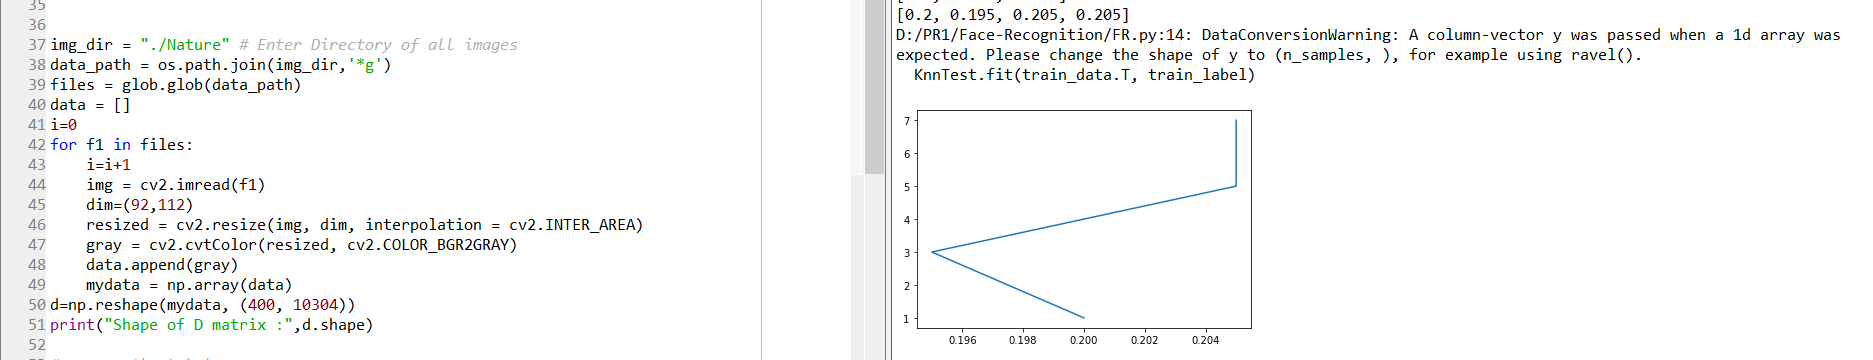 35
36
37 img_dir = "./Nature" # Enter Directory of all images
38 data_path = os.path.join(img_dir,'*g')
39 files = glob.glob(data_path)
40 data = []
41 i=0
42 for f1 in files:
43     i=i+1
44     img = cv2.imread(f1)
45     dim=(92,112)
46     resized = cv2.resize(img, dim, interpolation = cv2.INTER_AREA)
47     gray = cv2.cvtColor(resized, cv2.COLOR_BGR2GRAY)
48     data.append(gray)
49     mydata = np.array(data)
50 d=np.reshape(mydata, (400, 10304))
51 print("Shape of D matrix :",d.shape)
52
[0.2, 0.195, 0.205, 0.205]
D:/PR1/Face-Recognition/FR.py:14: DataConversionWarning: A column-vector y was passed when a 1d array was
expected. Please change the shape of y to (n_samples, ), for example using ravel().
  KnnTest.fit(train_data.T, train_label)
7
6
5
4
3
2
1
0.196 0.198 0.200 0.202 0.204